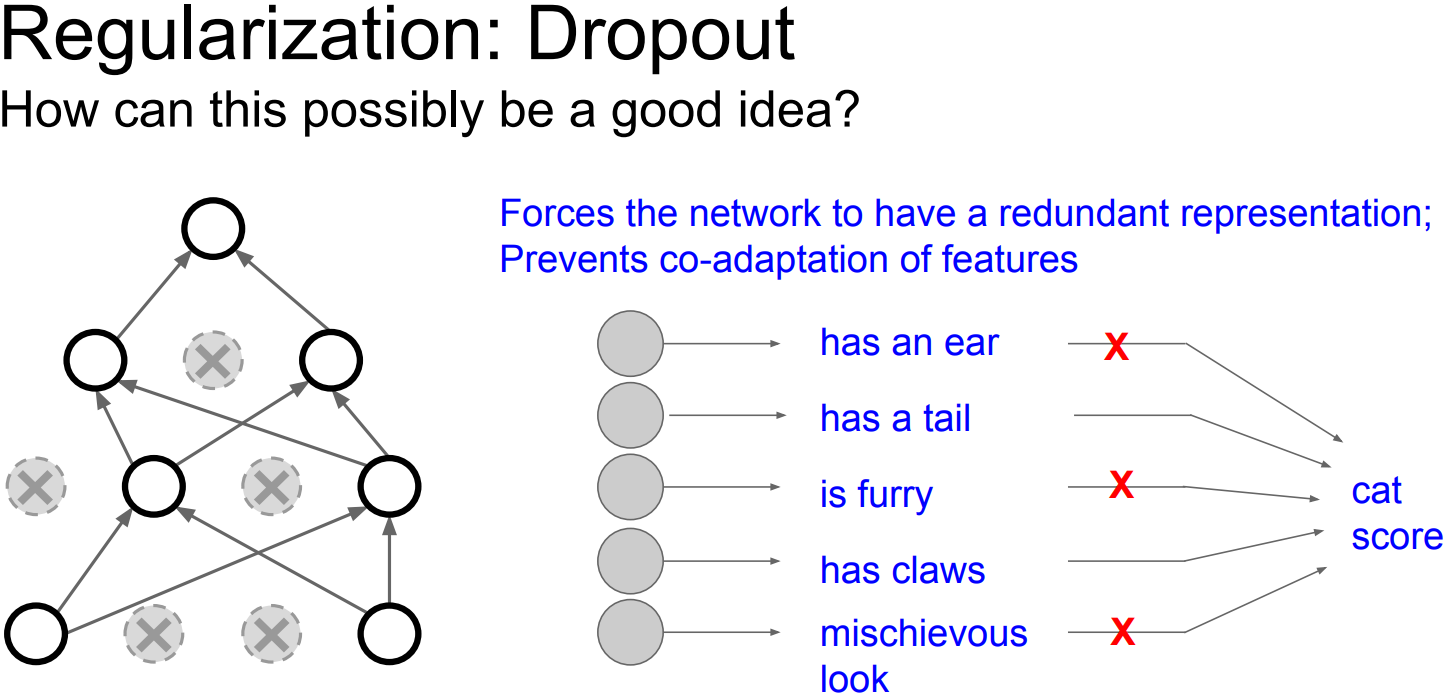 Regularization: Dropout
How can this possibly be a good idea?
Forces the network to have a redundant representation;
Prevents co-adaptation of features
has an ear
X
has a tail
is furry
X
has claws
mischievous
look
X
cat
score